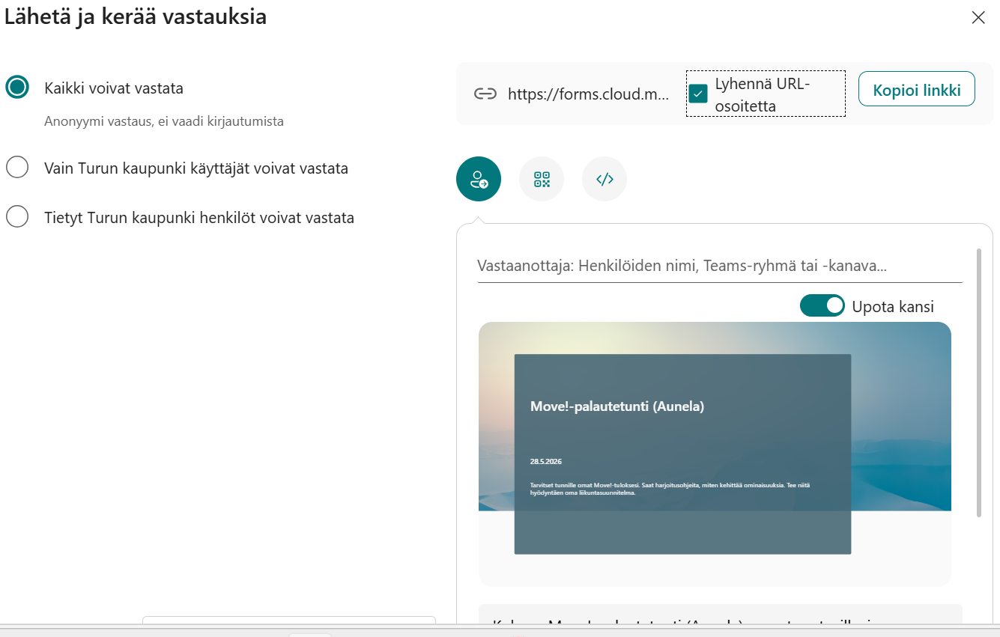 Lähetä ja kerää vastauksia
Kaikki voivat vastata
Anonyymi vastaus, ei vaadi kirjautumista
Vain Turun kaupunki käyttäjät voivat vastata
Tietyt Turun kaupunki henkilöt voivat vastata
https://forms.cloud.m...
Lyhennä URL-
osoitetta
Kopioi linkki
Vastaanottaja: Henkilöiden nimi, Teams-ryhmä tai -kanava...
Upota kansi
Move!-palautetunti (Aunela)
28.5.2026
Tarvitset tunnille omat Move!-tuloksesi. Saat harjoitusohjeita, miten kehittää ominaisuuksia. Tee niitä
hyödyntäen oma liikuntasuunnitelma.